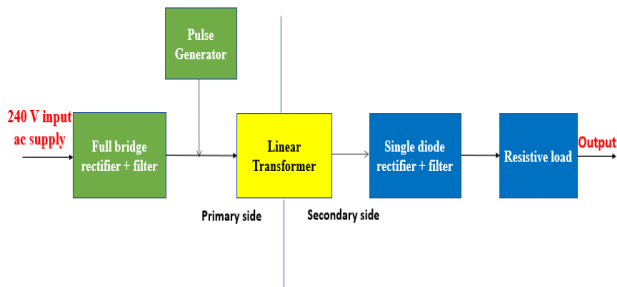 Pulse
Generator
240 V input
ac supply
Full bridge
rectifier + filter
Linear
Transformer
Single diode
rectifier + filter
Resistive load
Output
Primary side
Secondary side